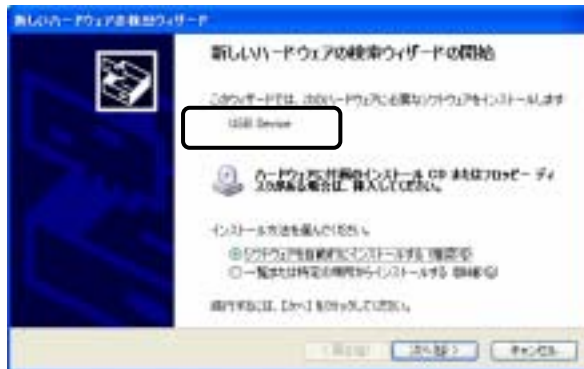 新しいハードウェアの検出ウィザード
新しいハードウェアの検索ウィザードの開始
このウィザードでは、次のハードウェアに必要なソフトウェアをインストールします
USB Device
ハードウェアに付属のインストール CD またはフロッピー ディ
スクがある場合は、挿入してください。
インストール方法を選んでください。
ソフトウェアを自動的にインストールする (推奨)(I)
一覧または特定の場所からインストールする (詳細)(S)
続行するには、[次へ] をクリックしてください。
< 戻る(B) 次へ(N) > キャンセル